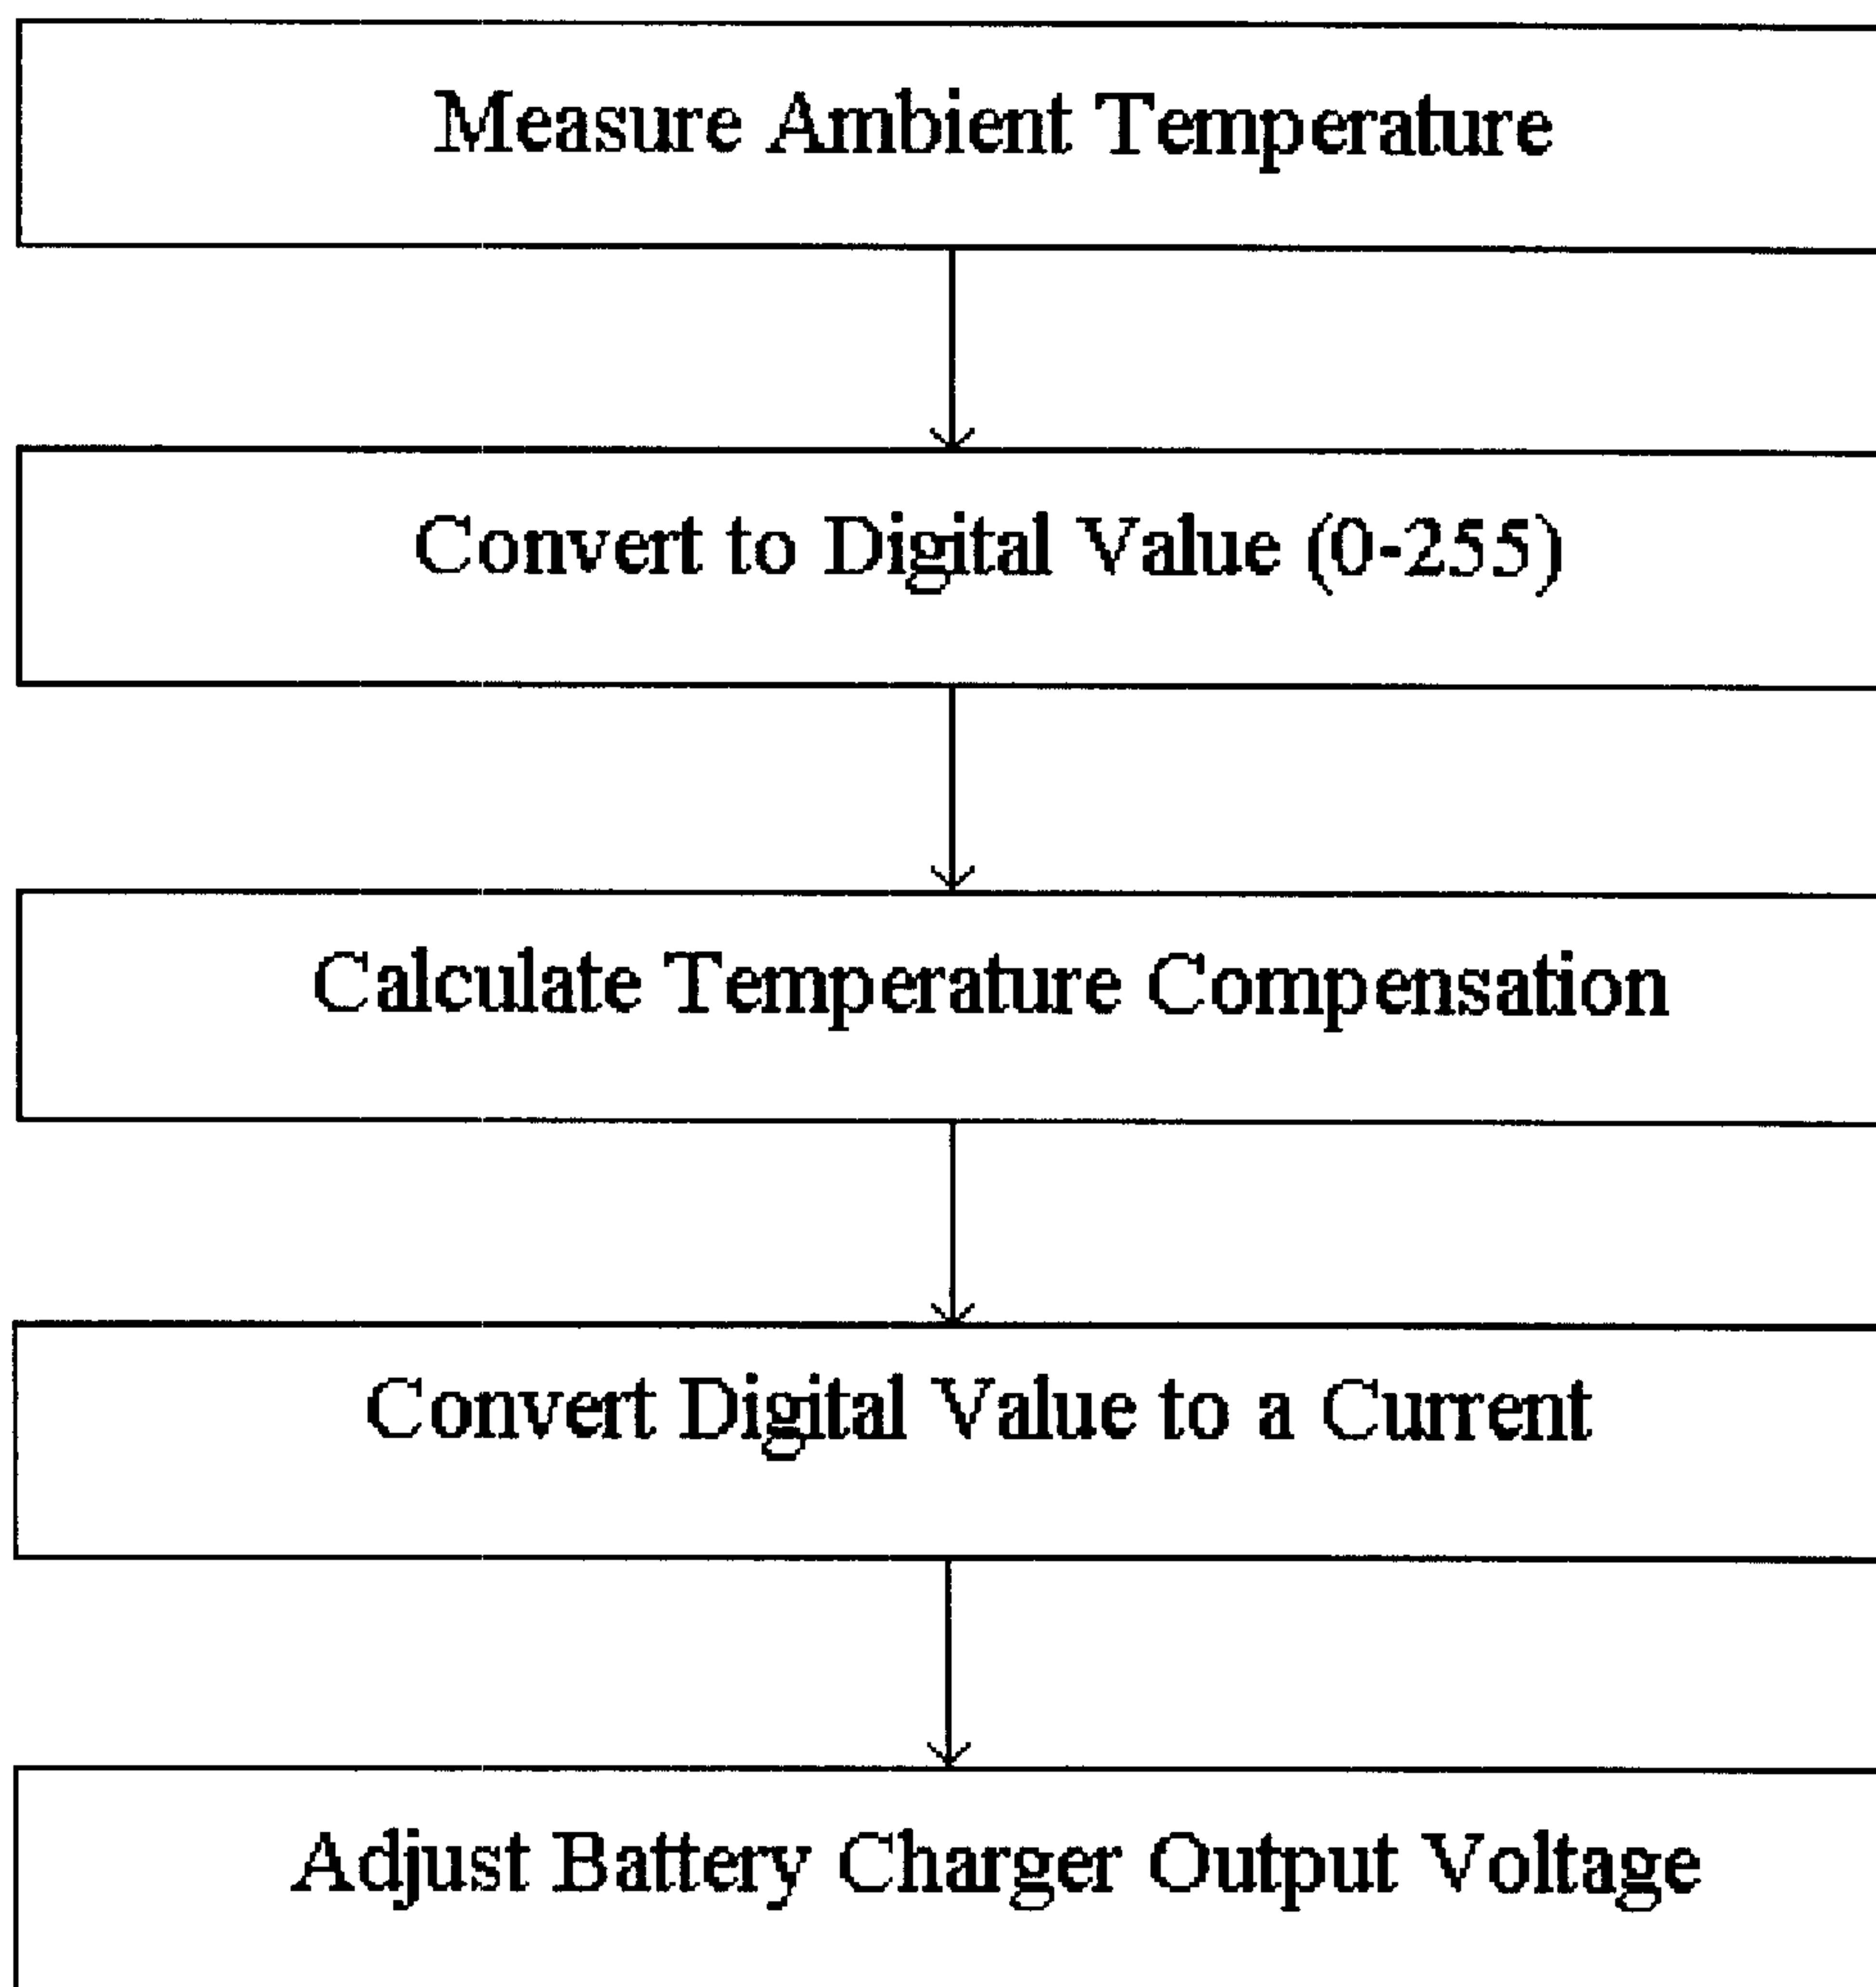 Measure Ambient Temperature
Convert to Digital Value (0-255)
Calculate Temperature Compensation
Convert Digital Value to a Current
Adjust Battery Charger Output Voltage